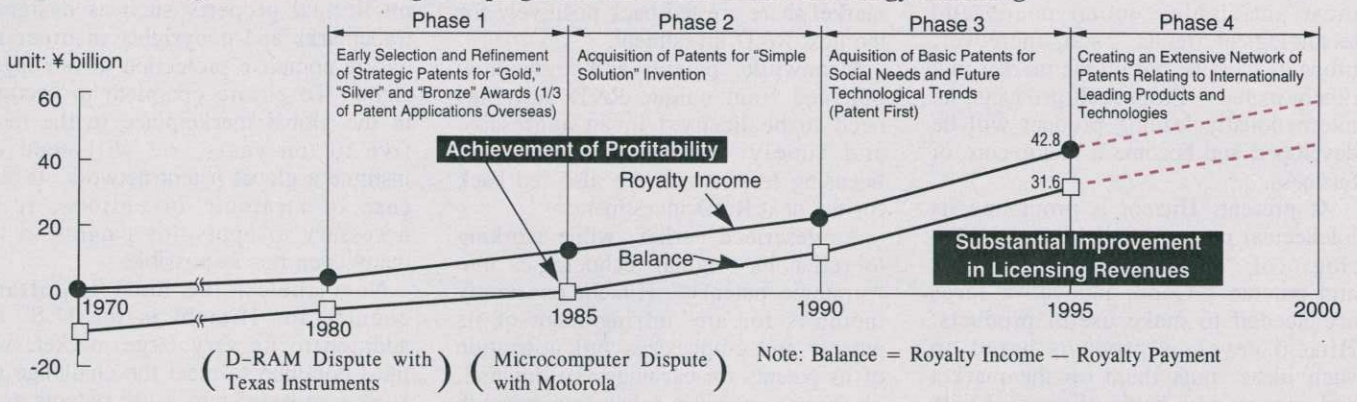 Phase 1
Phase 2
Phase 3
Phase 4
unit: ¥ billion
Early Selection and Refinement
of Strategic Patents for “Gold,”
“Silver” and “Bronze” Awards (1/3
of Patent Applications Overseas)
Acquisition of Patents for “Simple
Solution” Invention
Aqusition of Basic Patents for
Social Needs and Future
Technological Trends
(Patent First)
Creating an Extensive Network of
Patents Relating to Internationally
Leading Products and
Technologies
60
40
20
0
-20
Achievement of Profitability
Royalty Income
Balance
42.8
31.6
Substantial Improvement
in Licensing Revenues
1970
1980
1985
1990
1995
2000
D–RAM Dispute with
Texas Instruments
Microcomputer Dispute
with Motorola
Note: Balance = Royalty Income – Royalty Payment